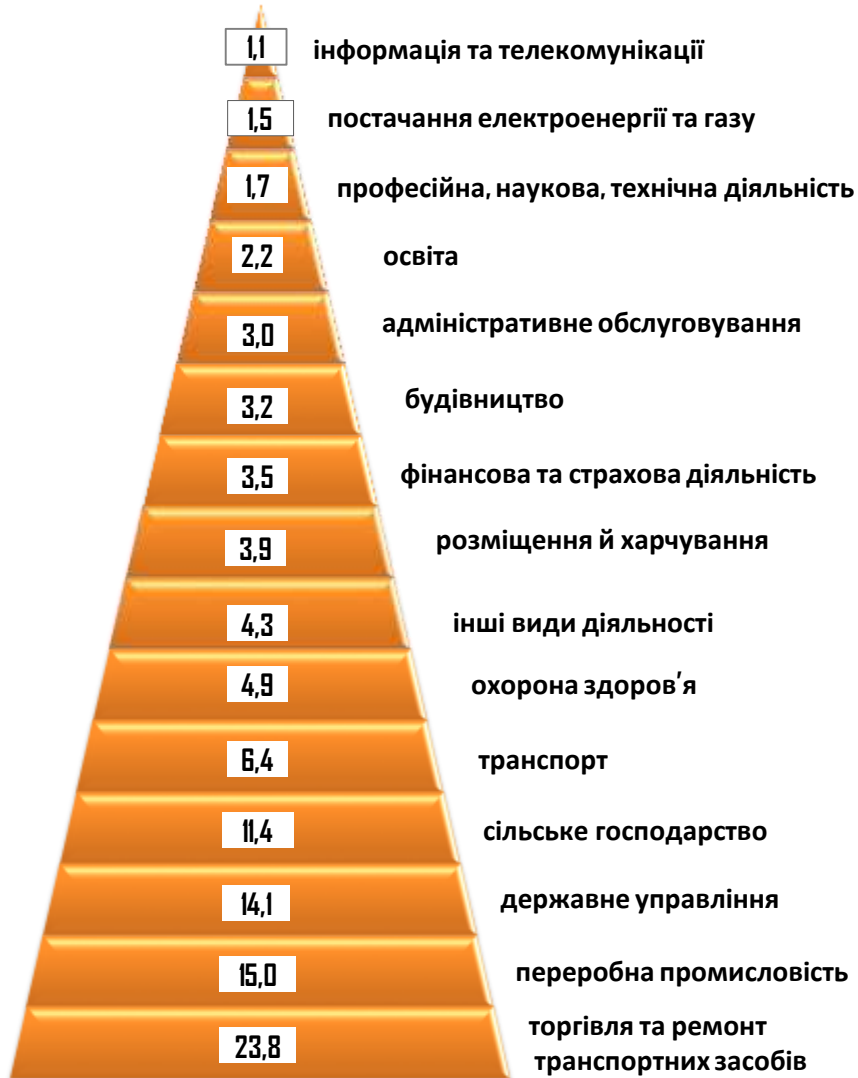 1,1 інформація та телекомунікації
1,5 постачання електроенергії та газу
1,7 професійна, наукова, технічна діяльність
2,2 освіта
3,0 адміністративне обслуговування
3,2 будівництво
3,5 фінансова та страхова діяльність
3,9 розміщення й харчування
4,3 інші види діяльності
4,9 охорона здоров'я
6,4 транспорт
11,4 сільське господарство
14,1 державне управління
15,0 переробна промисловість
23,8 торгівля та ремонт
транспортних засобів